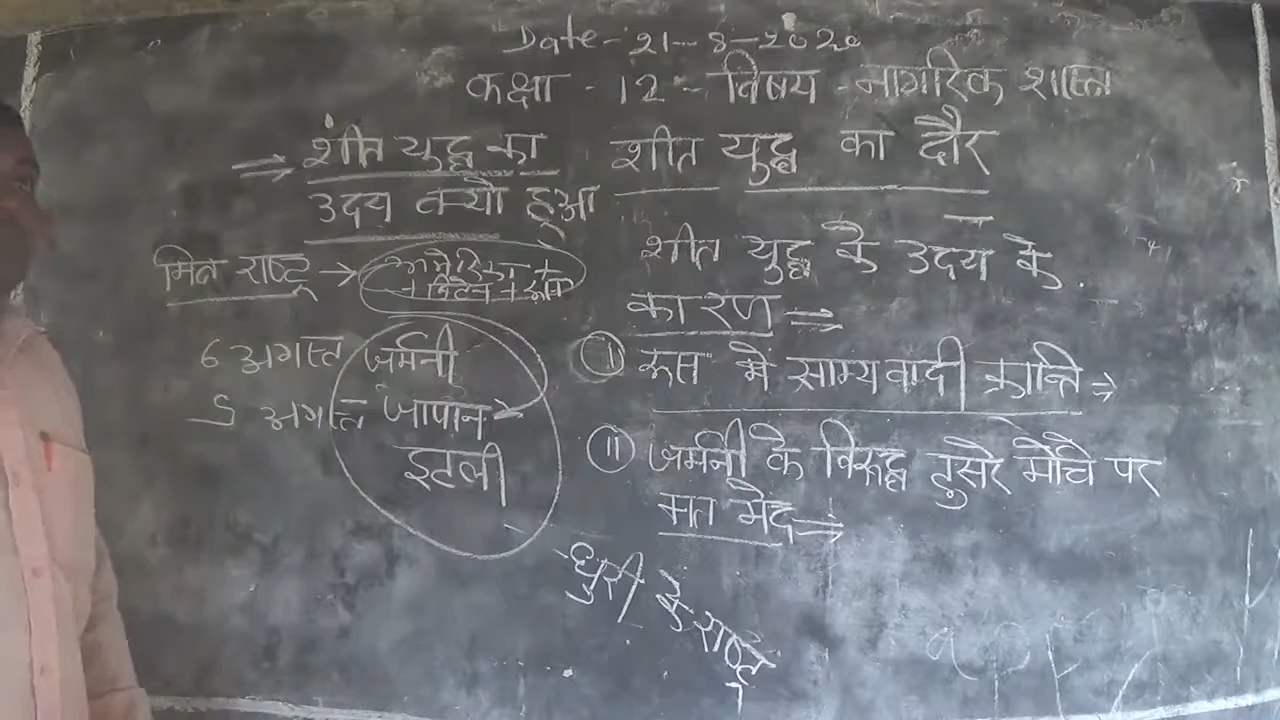 Date - 21-8-2020
कक्षा - 12 - विषय - नागरिक शास्त्र
शीत युद्ध का दौर
⇒ शीत युद्ध का
उदय क्यों हुआ
मित्र राष्ट्र → अमेरिका +
+ ब्रिटेन + रूस
6 अगस्त जर्मनी
अगस्त जापान
इटली
शीत युद्ध के उदय के
कारण ⇒
(i) रूस मे साम्यवादी क्रान्ति →
(ii) जर्मनी के विरूद्ध दुसरे मोर्चे पर
मत भेद →
धुरी के राष्ट्र